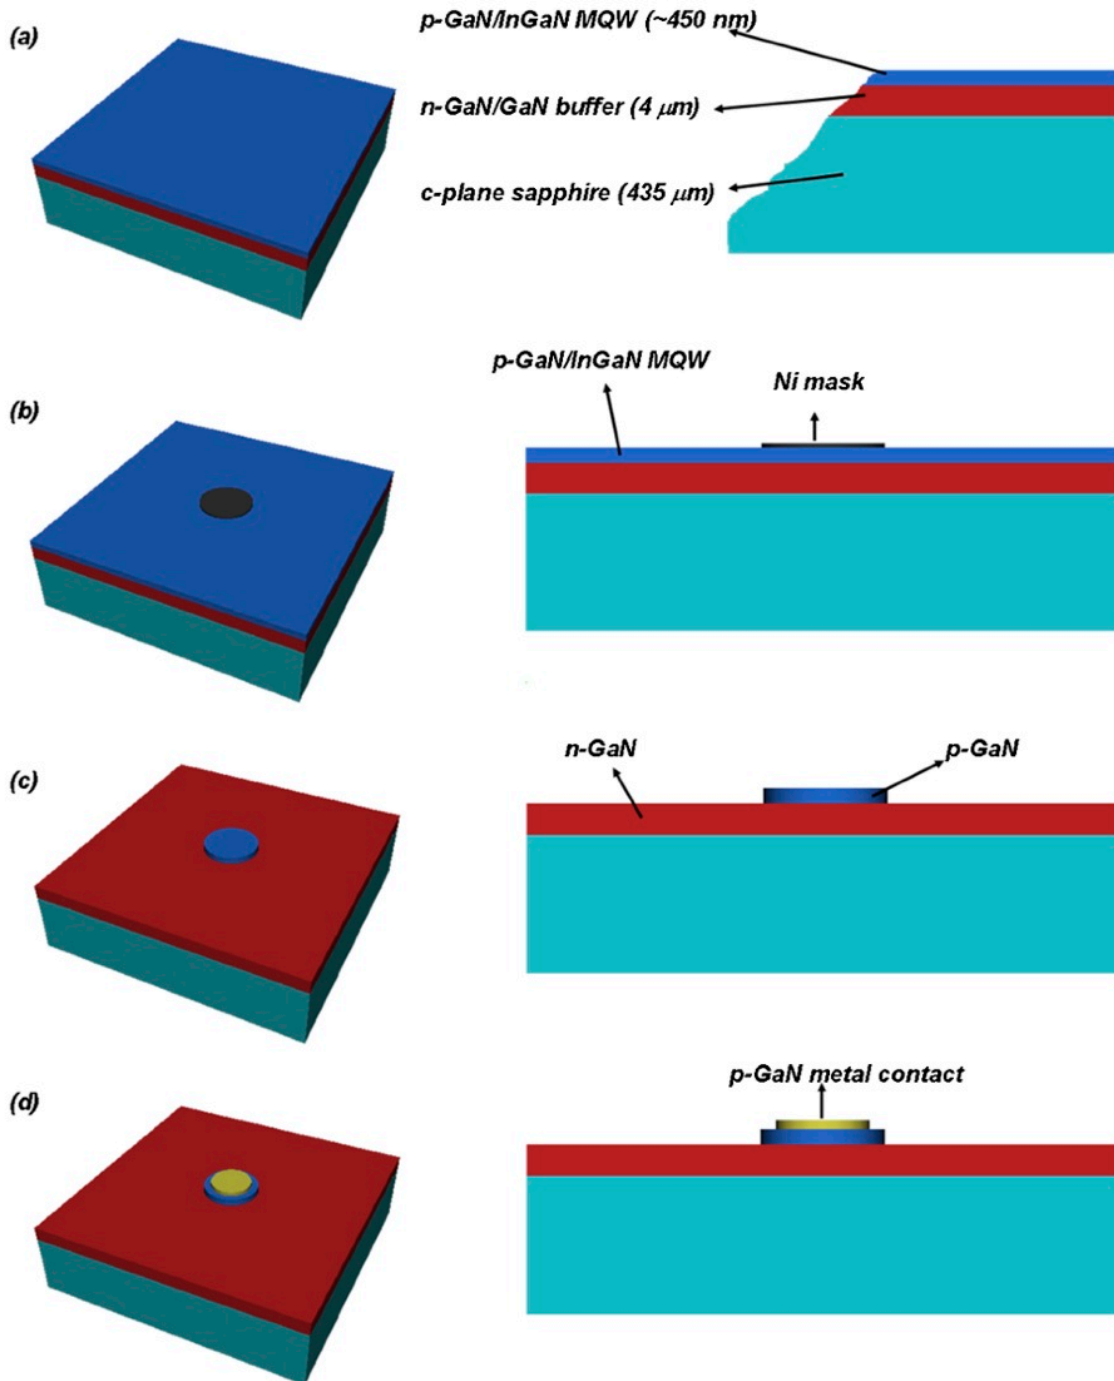 (a)
p-GaN/InGaN MQW (~450 nm)
n-GaN/GaN buffer (4 μm)
c-plane sapphire (435 μm)
(b)
p-GaN/InGaN MQW
Ni mask
(c)
n-GaN
p-GaN
(d)
p-GaN metal contact